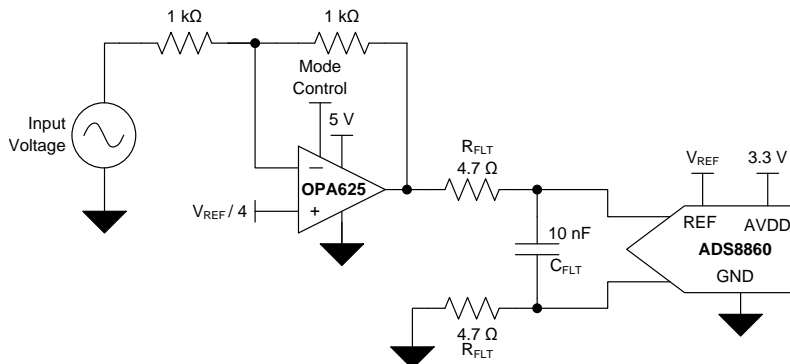 1 kΩ
1 kΩ
Mode
Control
Input
Voltage
5 V
OPA625
V_REF / 4
R_FLT
4.7 Ω
10 nF
C_FLT
4.7 Ω
R_FLT
V_REF
3.3 V
REF
AVDD
ADS8860
GND
−
+